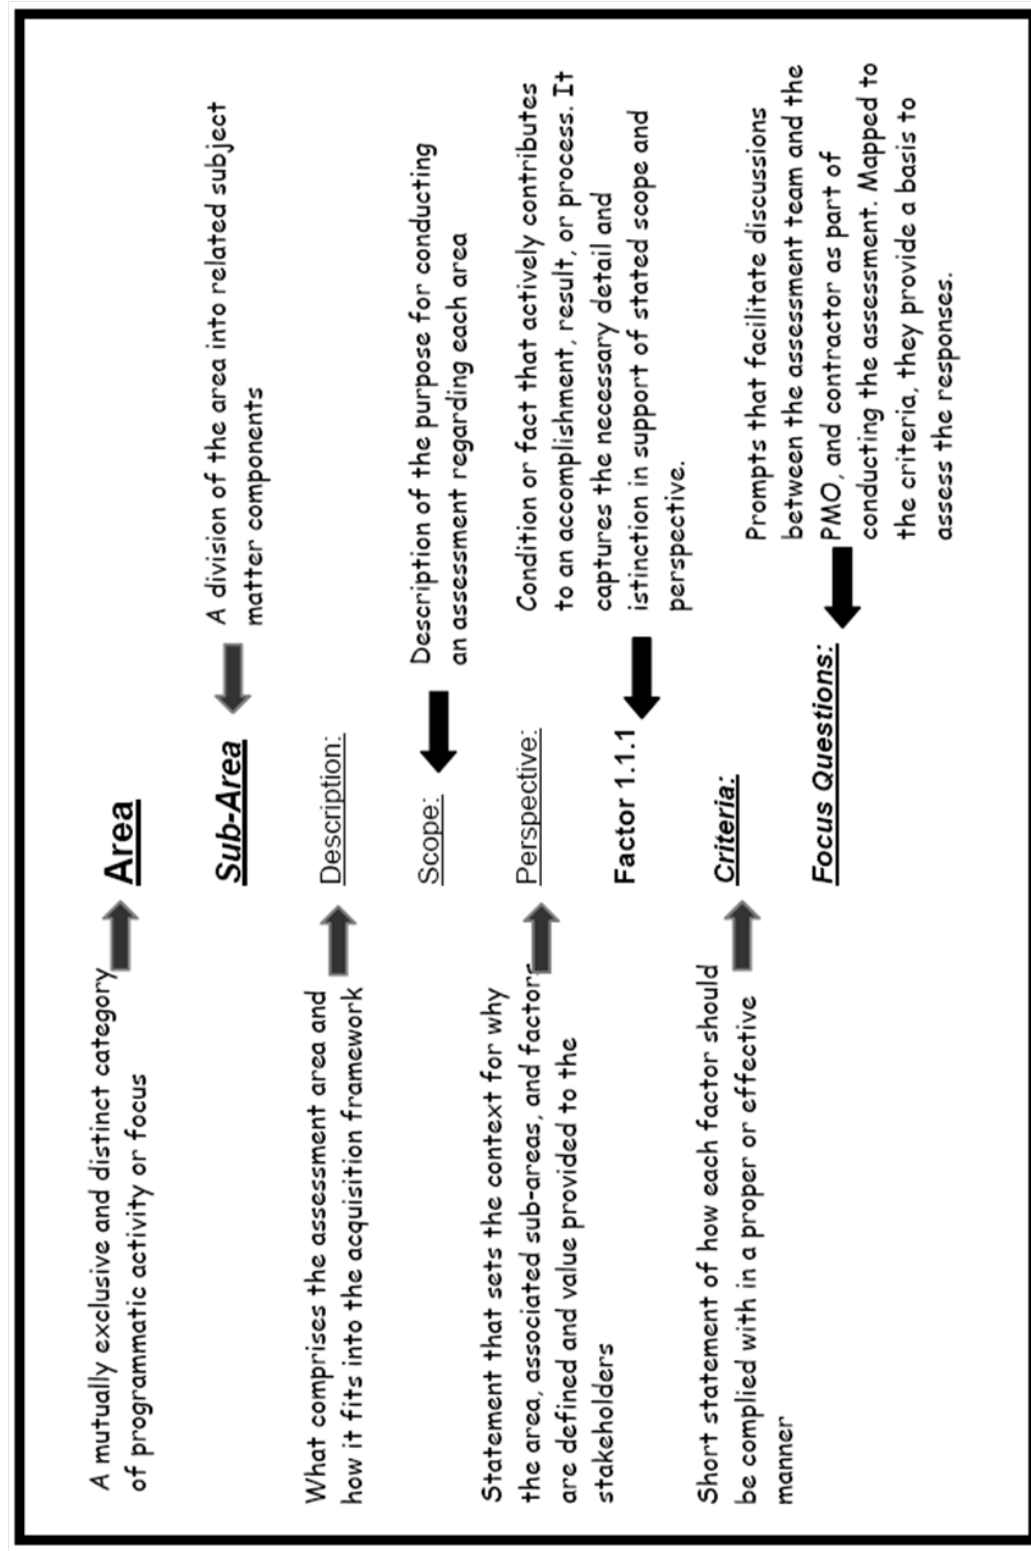 A mutually exclusive and distinct category
of programmatic activity or focus
Area
Sub-Area
A division of the area into related subject
matter components
What comprises the assessment area and
how it fits into the acquisition framework
Description:
Scope:
Description of the purpose for conducting
an assessment regarding each area
Statement that sets the context for why
the area, associated sub-areas, and factors
are defined and value provided to the
stakeholders
Perspective:
Factor 1.1.1
Condition or fact that actively contributes
to an accomplishment, result, or process. It
captures the necessary detail and
istinction in support of stated scope and
perspective.
Short statement of how each factor should
be complied with in a proper or effective
manner
Criteria:
Focus Questions:
Prompts that facilitate discussions
between the assessment team and the
PMO, and contractor as part of
conducting the assessment. Mapped to
the criteria, they provide a basis to
assess the responses.